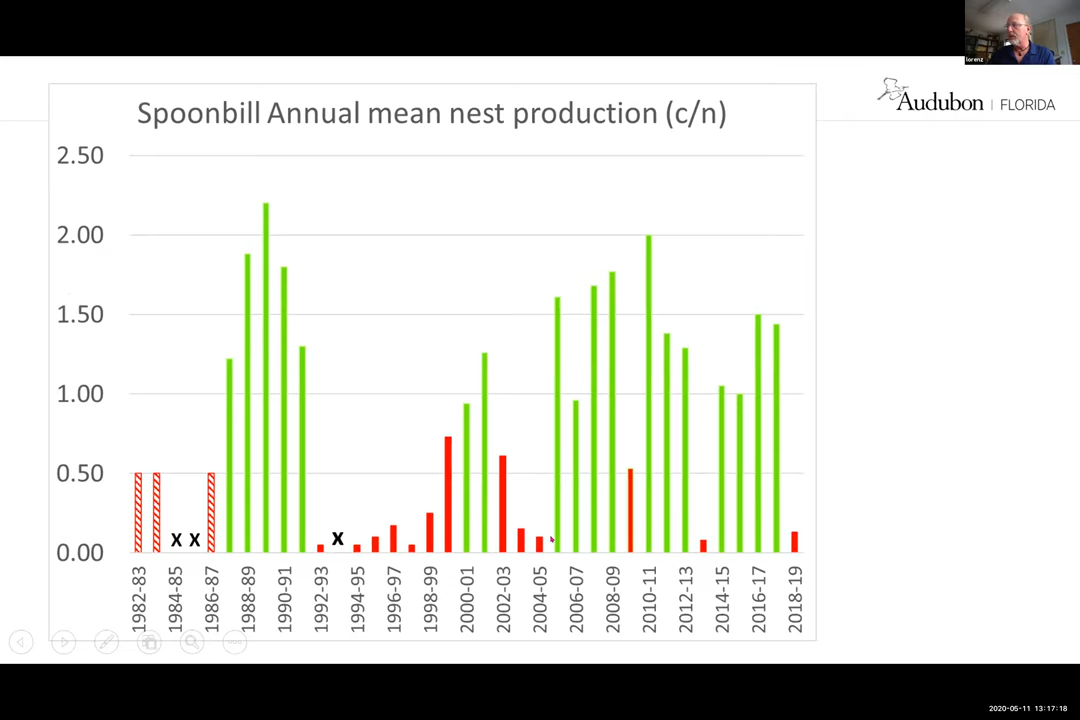 lorenz
Audubon | FLORIDA
Spoonbill Annual mean nest production (c/n)
2.50
2.00
1.50
1.00
0.50
0.00
X X X
1982-83 1984-85 1986-87 1988-89 1990-91 1992-93 1994-95 1996-97 1998-99 2000-01 2002-03 2004-05 2006-07 2008-09 2010-11 2012-13 2014-15 2016-17 2018-19
2020-05-11 13:17:18